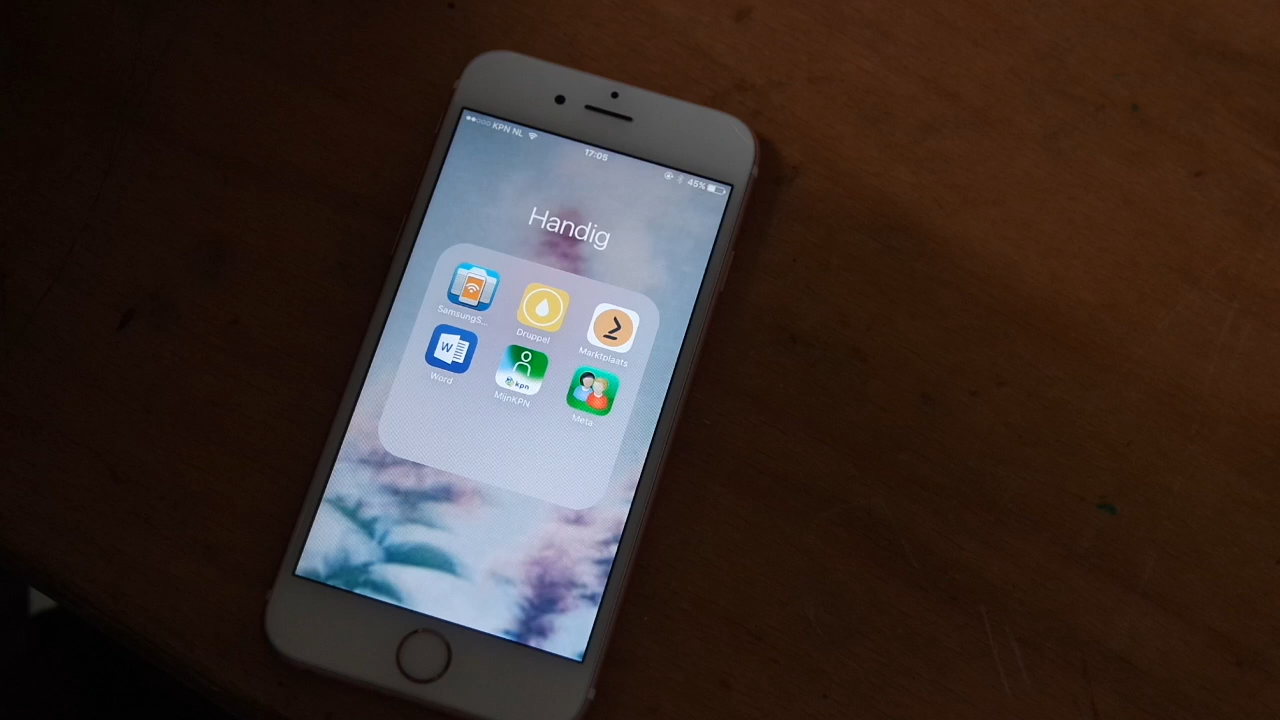 KPN NL
17:05
45%
Handig
SamsungS...
Druppel
Marktplaats
W
Word
kpn
MijnKPN
Meta